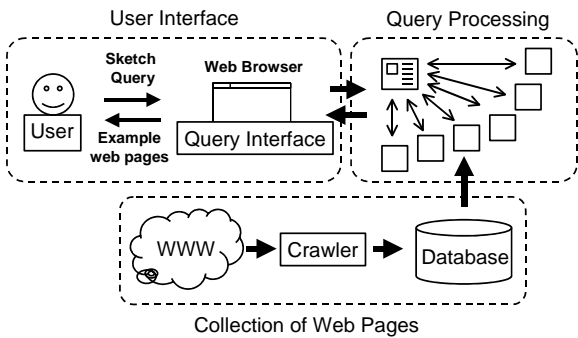 User Interface
Query Processing
Sketch
Query
Web Browser
User
Example
web pages
Query Interface
WWW
Crawler
Database
Collection of Web Pages